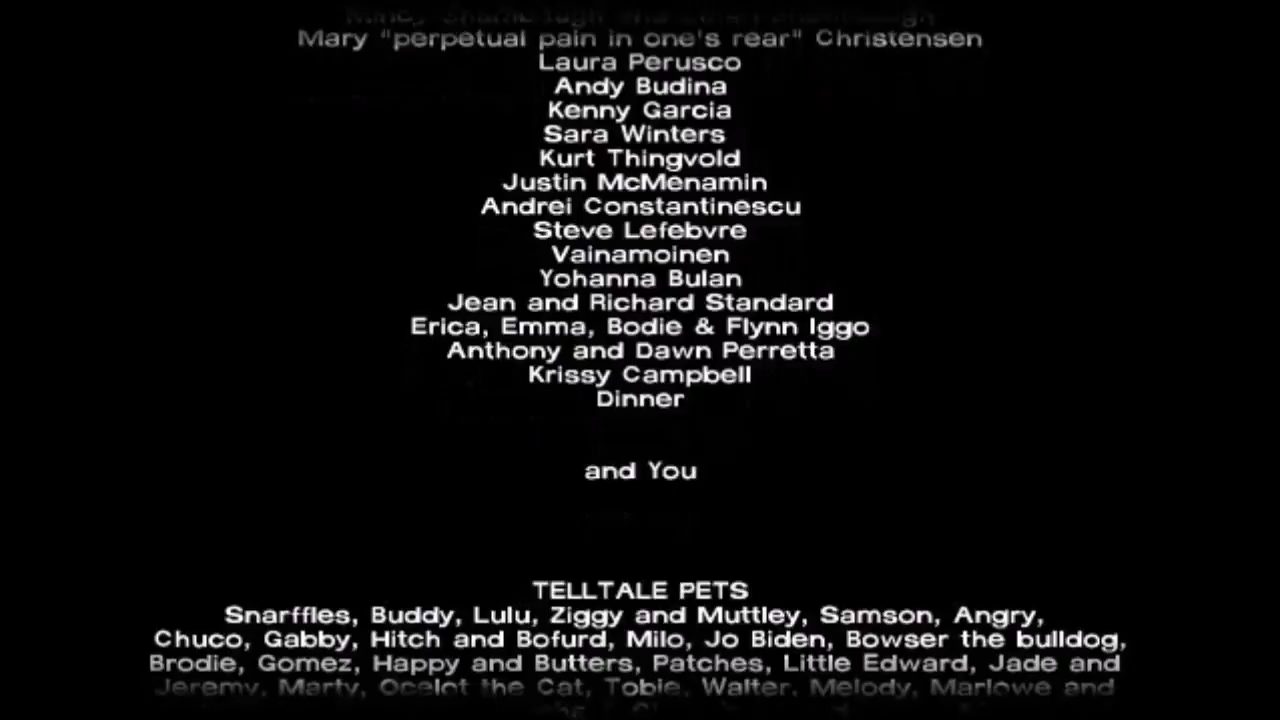 Mary "perpetual pain in one's rear" Christensen
Laura Perusco
Andy Budina
Kenny Garcia
Sara Winters
Kurt Thingvold
Justin McMenamin
Andrei Constantinescu
Steve Lefebvre
Vainamoinen
Yohanna Bulan
Jean and Richard Standard
Erica, Emma, Bodie & Flynn Iggo
Anthony and Dawn Perretta
Krissy Campbell
Dinner
and You
TELLTALE PETS
Snarffles, Buddy, Lulu, Ziggy and Muttley, Samson, Angry,
Chuco, Gabby, Hitch and Bofurd, Milo, Jo Biden, Bowser the bulldog,
Brodie, Gomez, Happy and Butters, Patches, Little Edward, Jade and
Jeremy, Marty, Ocelot the Cat, Tobie, Walter, Melody, Marlowe and